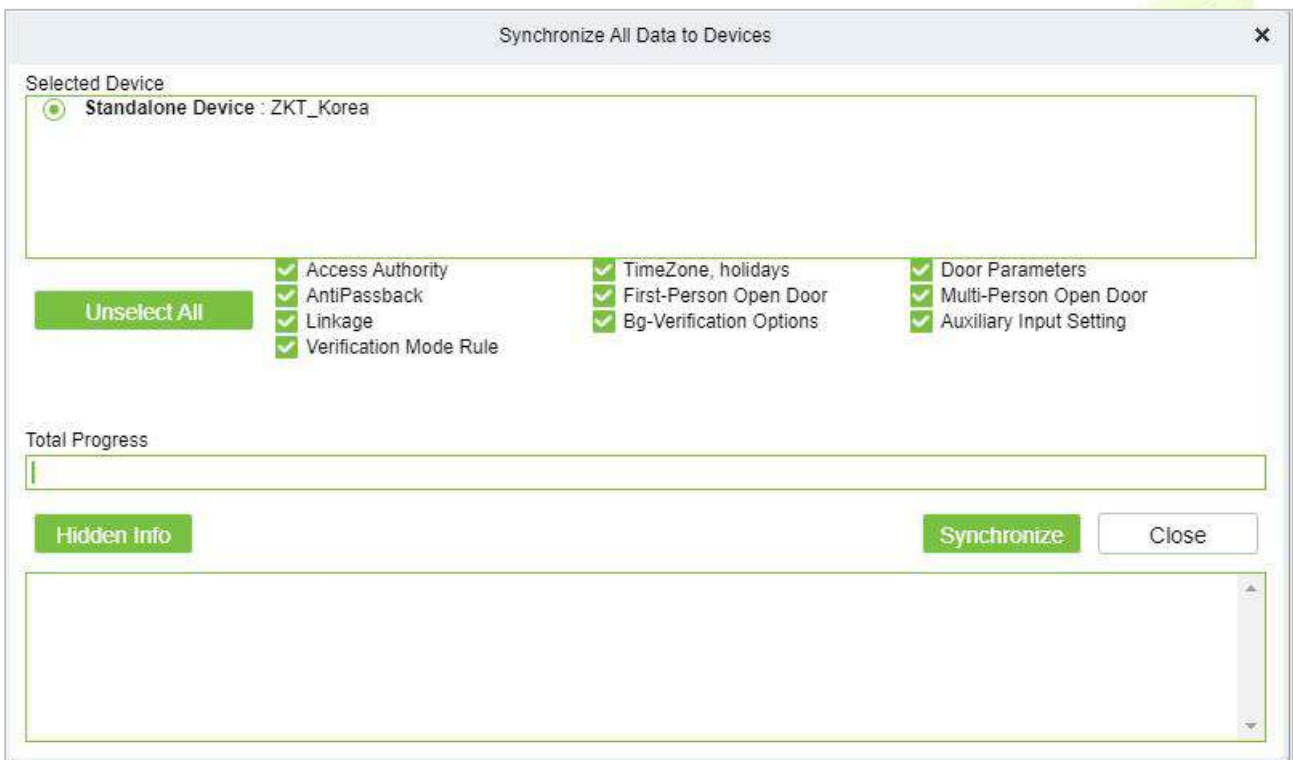 Synchronize All Data to Devices
Selected Device
Standalone Device : ZKT_Korea
Unselect All
Access Authority
TimeZone, holidays
Door Parameters
AntiPassback
First-Person Open Door
Multi-Person Open Door
Linkage
Bg-Verification Options
Auxiliary Input Setting
Verification Mode Rule
Total Progress
Hidden Info
Synchronize
Close